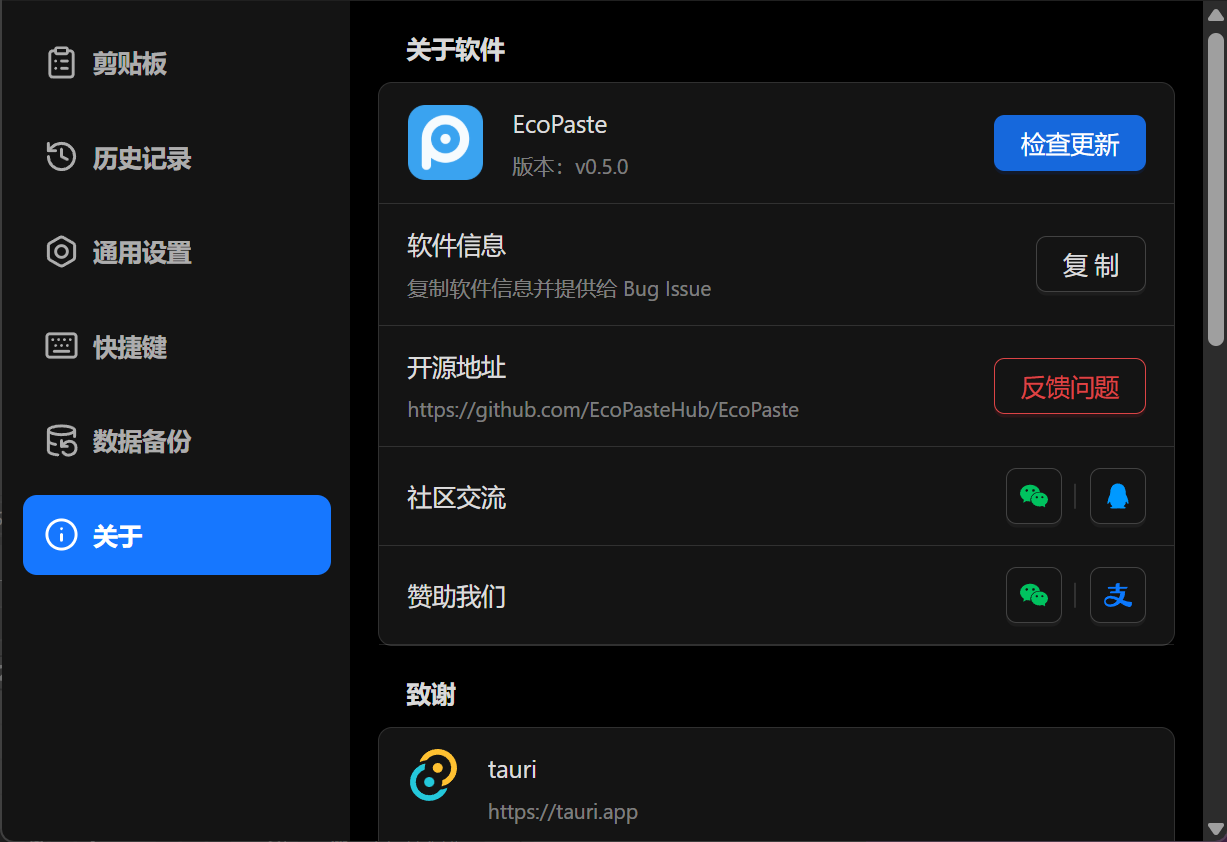 剪贴板
历史记录
通用设置
快捷键
数据备份
关于
关于软件
EcoPaste
版本：v0.5.0
检查更新
软件信息
复制软件信息并提供给 Bug Issue
复制
开源地址
https://github.com/EcoPasteHub/EcoPaste
反馈问题
社区交流
赞助我们
支
致谢
tauri
https://tauri.app